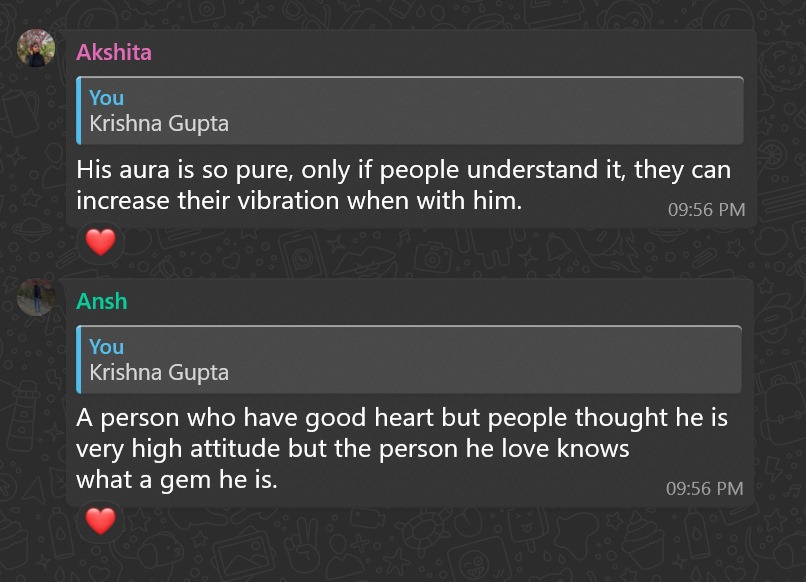 Akshita
You
Krishna Gupta
His aura is so pure, only if people understand it, they can
increase their vibration when with him.
09:56 PM
Ansh
You
Krishna Gupta
A person who have good heart but people thought he is
very high attitude but the person he love knows
what a gem he is.
09:56 PM